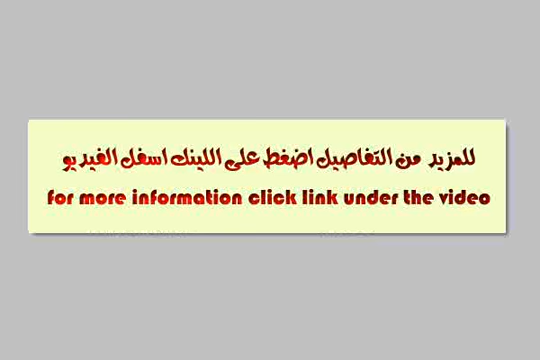 للمزيد من التفاصيل اضغط على اللينك اسفل الفيديو
for more information click link under the video